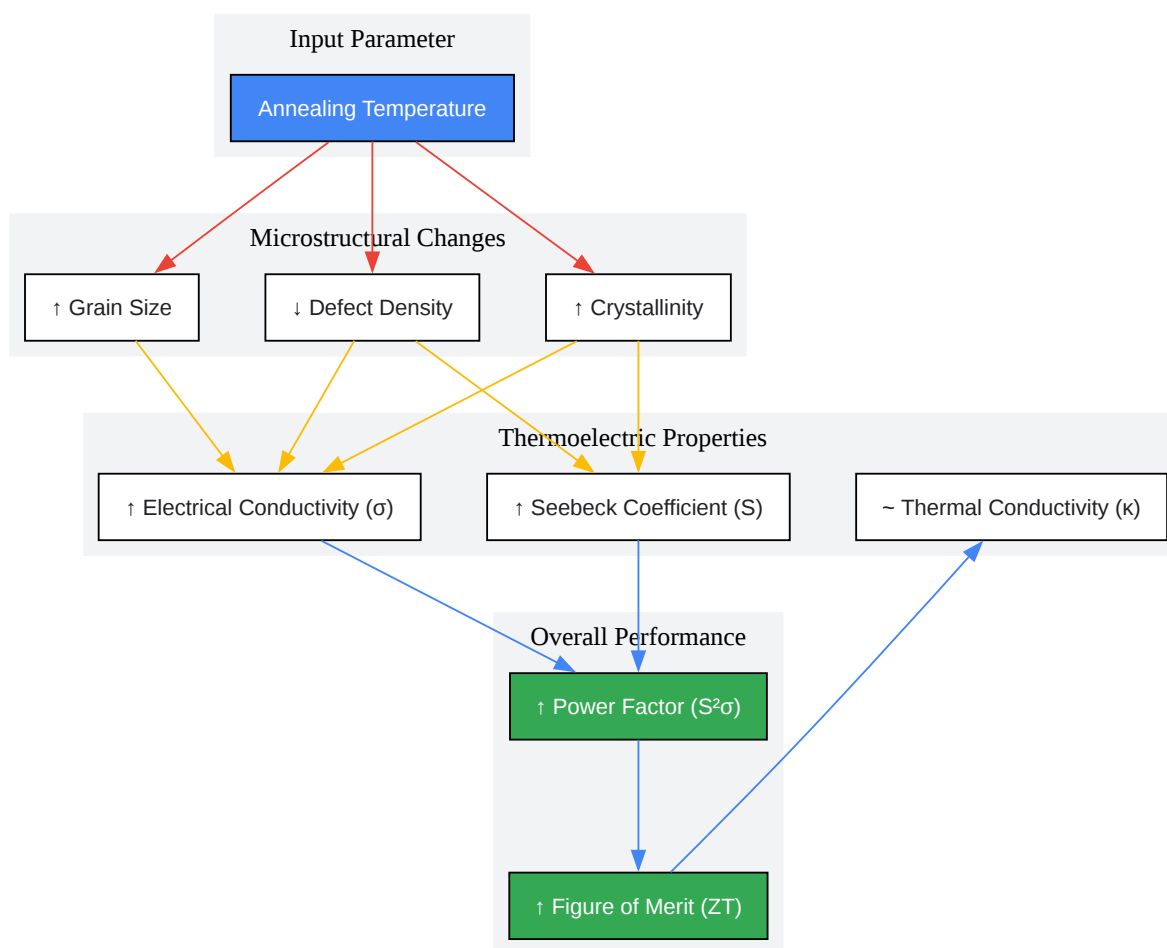 Input Parameter
Annealing Temperature
Microstructural Changes
↑ Grain Size
↓ Defect Density
↑ Crystallinity
Thermoelectric Properties
↑ Electrical Conductivity (σ)
↑ Seebeck Coefficient (S)
~ Thermal Conductivity (κ)
Overall Performance
↑ Power Factor (S²σ)
↑ Figure of Merit (ZT)